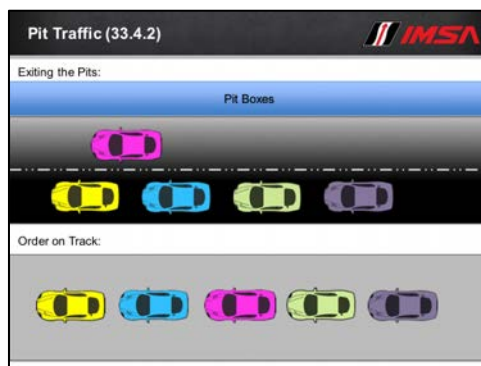 Pit Traffic (33.4.2)
IMSA
Exiting the Pits:
Pit Boxes
Order on Track: